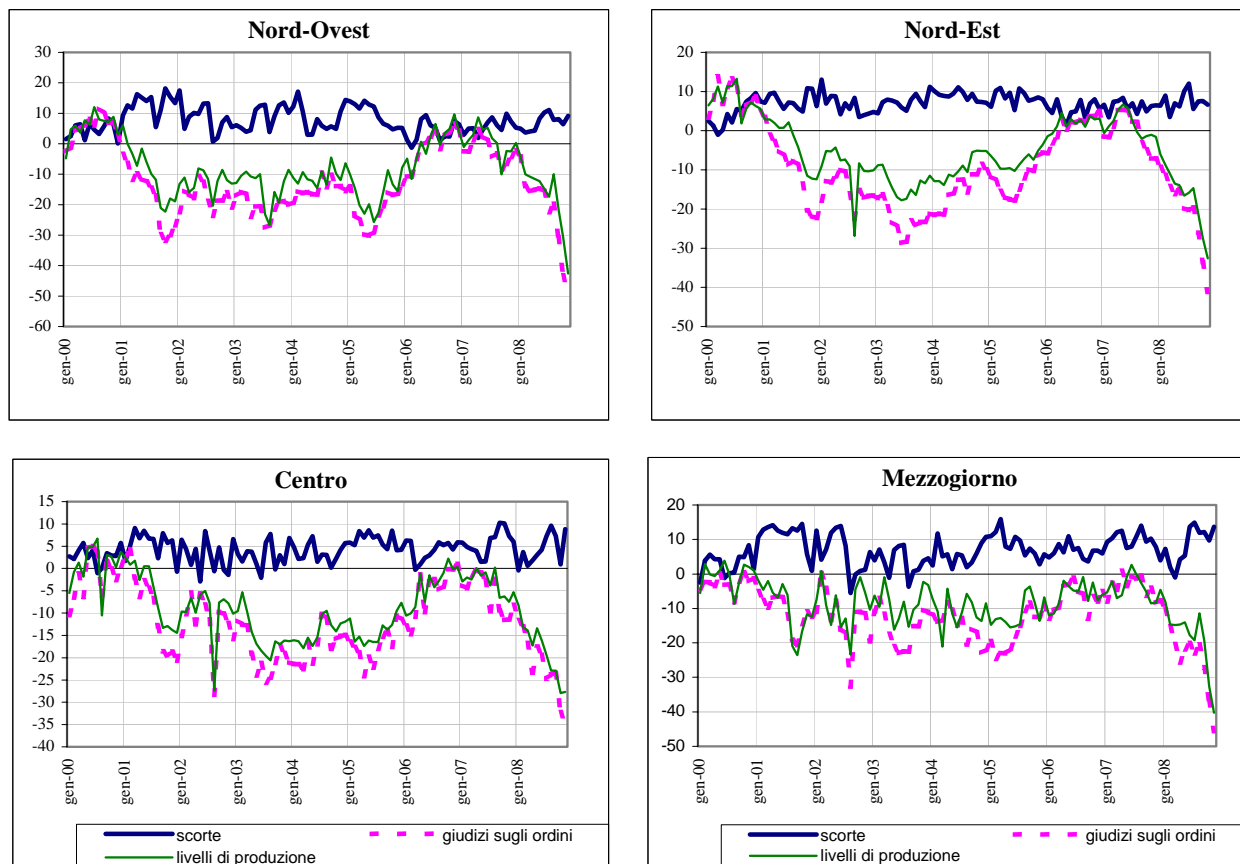 Nord-Ovest
30
20
10
0
-10
-20
-30
-40
-50
-60
gen-00
gen-01
gen-02
gen-03
gen-04
gen-05
gen-06
gen-07
gen-08
Nord-Est
20
10
0
-10
-20
-30
-40
-50
gen-00
gen-01
gen-02
gen-03
gen-04
gen-05
gen-06
gen-07
gen-08
Centro
15
10
5
0
-5
-10
-15
-20
-25
-30
-35
-40
gen-00
gen-01
gen-02
gen-03
gen-04
gen-05
gen-06
gen-07
gen-08
scorte
giudizi sugli ordini
livelli di produzione
Mezzogiorno
20
10
0
-10
-20
-30
-40
-50
gen-00
gen-01
gen-02
gen-03
gen-04
gen-05
gen-06
gen-07
gen-08
scorte
giudizi sugli ordini
livelli di produzione